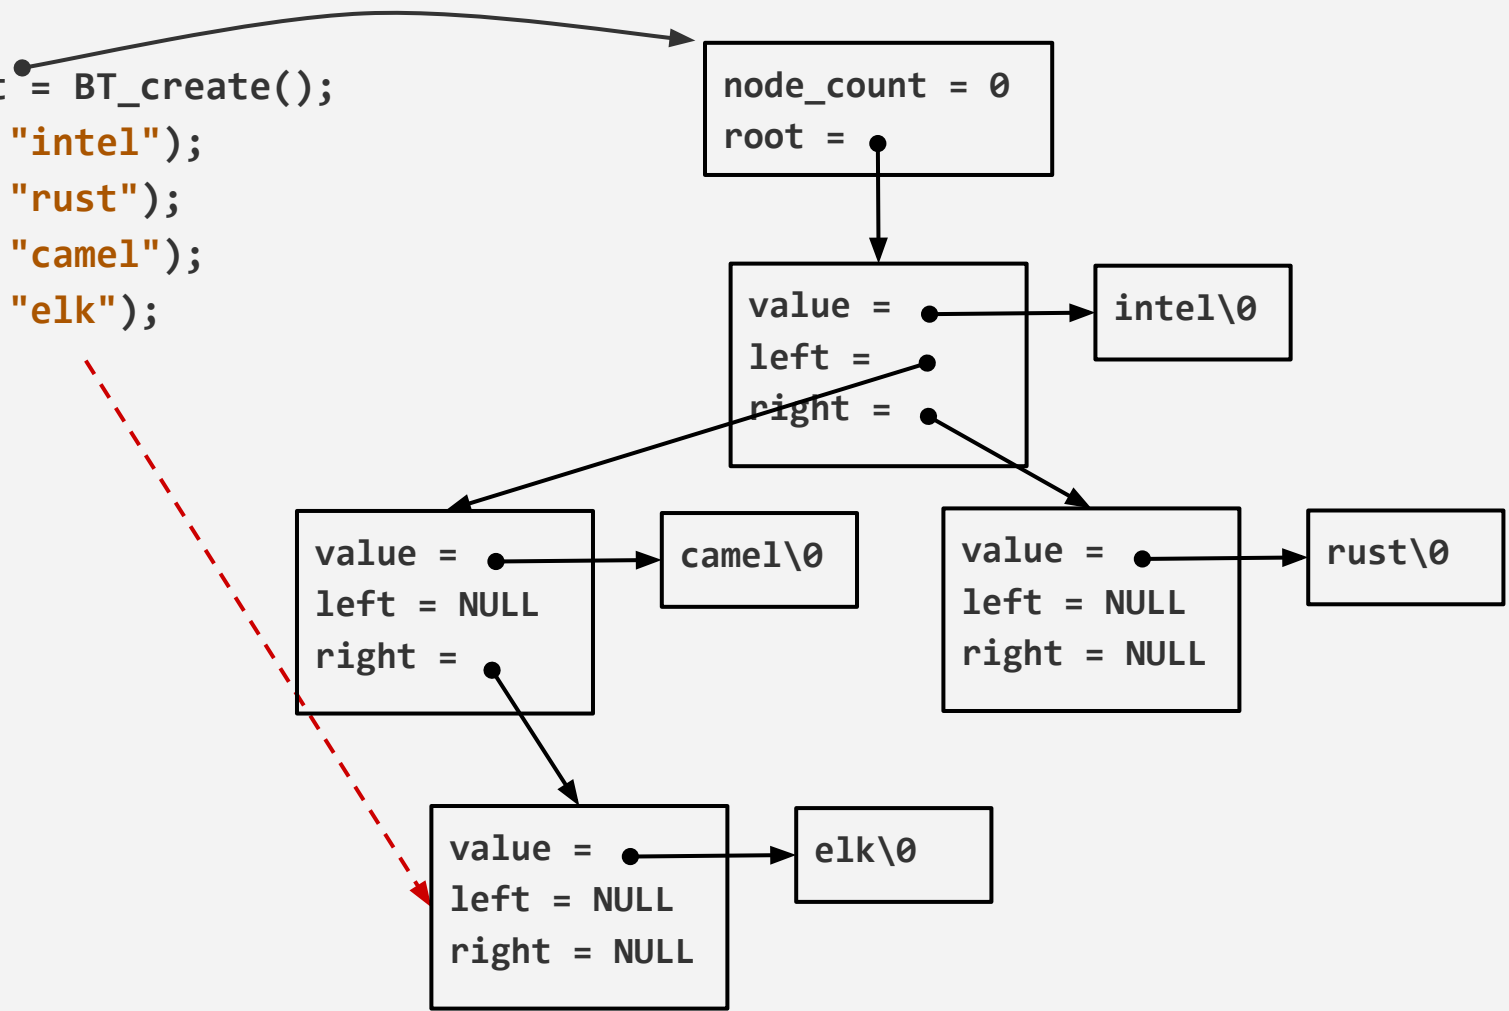 t = BT_create();
"intel");
"rust");
"camel");
"elk");
node_count = 0
root =
value =
left =
right =
intel\0
value =
left = NULL
right =
camel\0
value =
left = NULL
right = NULL
rust\0
value =
left = NULL
right = NULL
elk\0